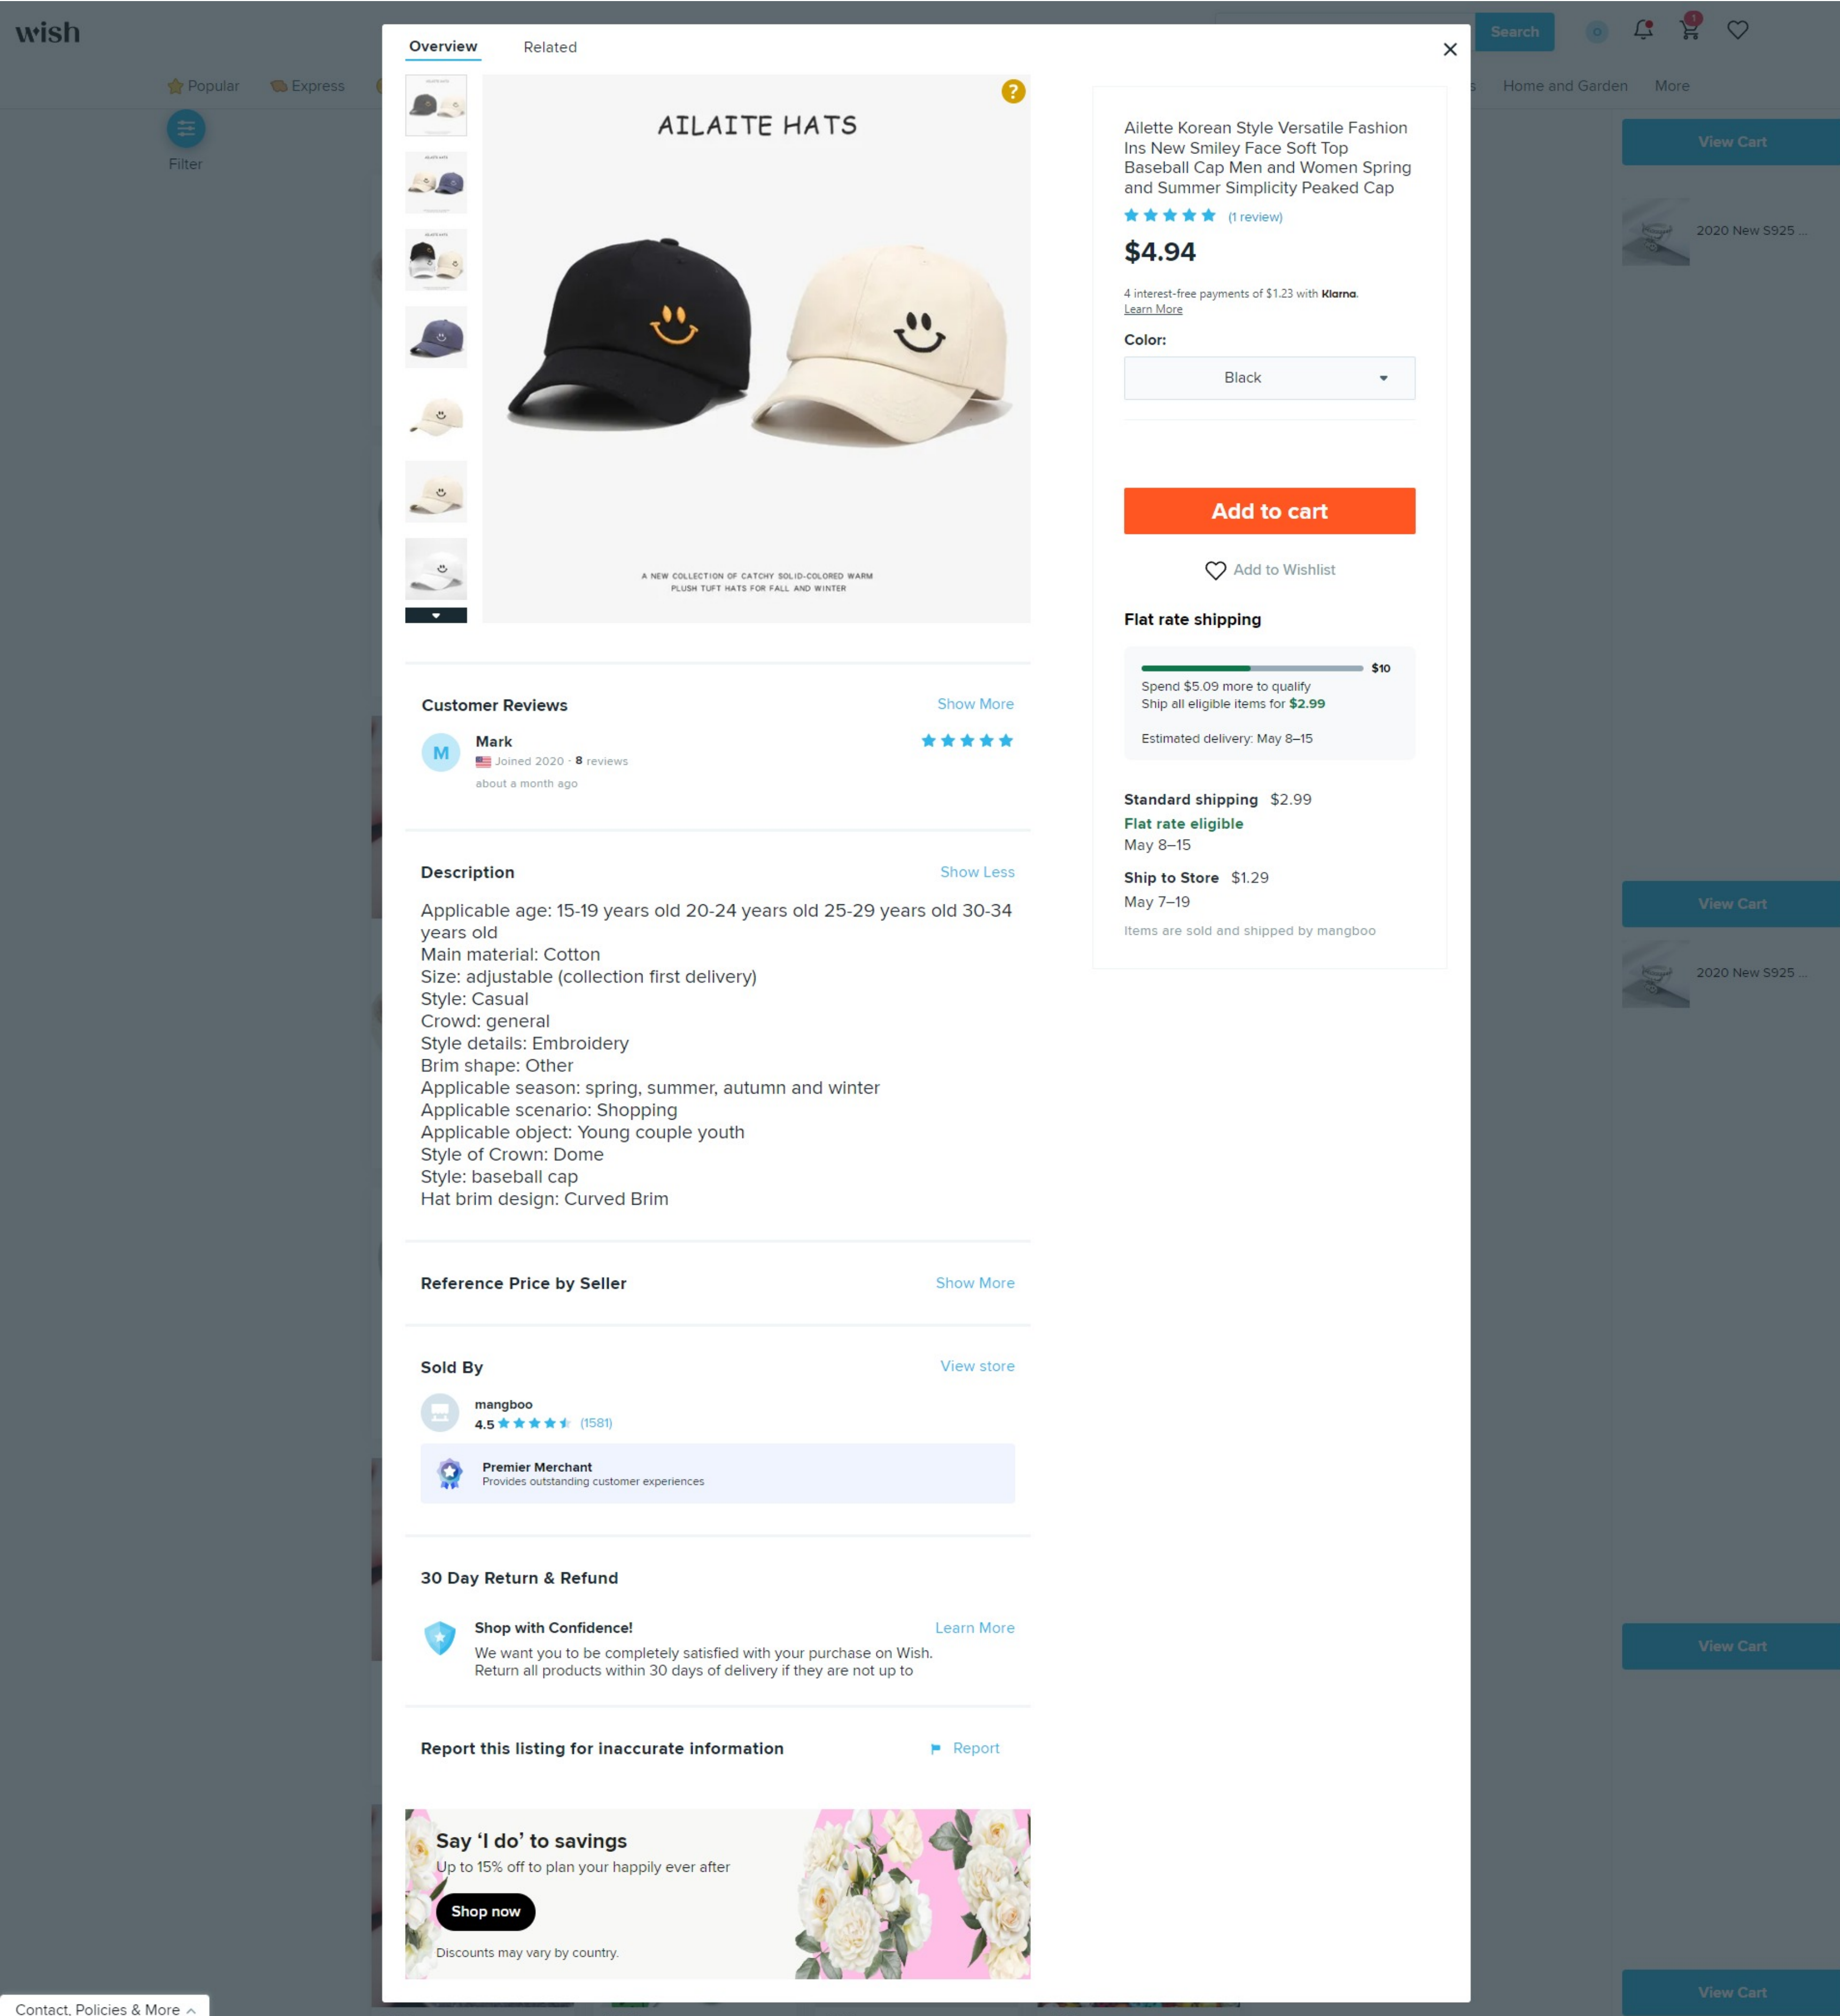 wish
Search
0
1
Popular
Express
s
Home and Garden
More
Filter
Overview
Related
?
AILAITE HATS
A NEW COLLECTION OF CATCHY SOLID-COLORED WARM
PLUSH TUFT HATS FOR FALL AND WINTER
Ailette Korean Style Versatile Fashion
Ins New Smiley Face Soft Top
Baseball Cap Men and Women Spring
and Summer Simplicity Peaked Cap
(1 review)
$4.94
4 interest-free payments of $1.23 with Klarna.
Learn More
Color:
Black
Add to cart
Add to Wishlist
Flat rate shipping
$10
Spend $5.09 more to qualify
Ship all eligible items for $2.99
Estimated delivery: May 8–15
Standard shipping $2.99
Flat rate eligible
May 8–15
Ship to Store $1.29
May 7–19
Items are sold and shipped by mangboo
Customer Reviews
Show More
M
Mark
Joined 2020 · 8 reviews
about a month ago
Description
Show Less
Applicable age: 15-19 years old 20-24 years old 25-29 years old 30-34
years old
Main material: Cotton
Size: adjustable (collection first delivery)
Style: Casual
Crowd: general
Style details: Embroidery
Brim shape: Other
Applicable season: spring, summer, autumn and winter
Applicable scenario: Shopping
Applicable object: Young couple youth
Style of Crown: Dome
Style: baseball cap
Hat brim design: Curved Brim
Reference Price by Seller
Show More
Sold By
View store
mangboo
4.5 (1581)
Premier Merchant
Provides outstanding customer experiences
30 Day Return & Refund
Shop with Confidence!
Learn More
We want you to be completely satisfied with your purchase on Wish.
Return all products within 30 days of delivery if they are not up to
Report this listing for inaccurate information
Report
Say ‘I do’ to savings
Up to 15% off to plan your happily ever after
Shop now
Discounts may vary by country.
View Cart
2020 New S925 ...
View Cart
2020 New S925 ...
View Cart
View Cart
Contact, Policies & More